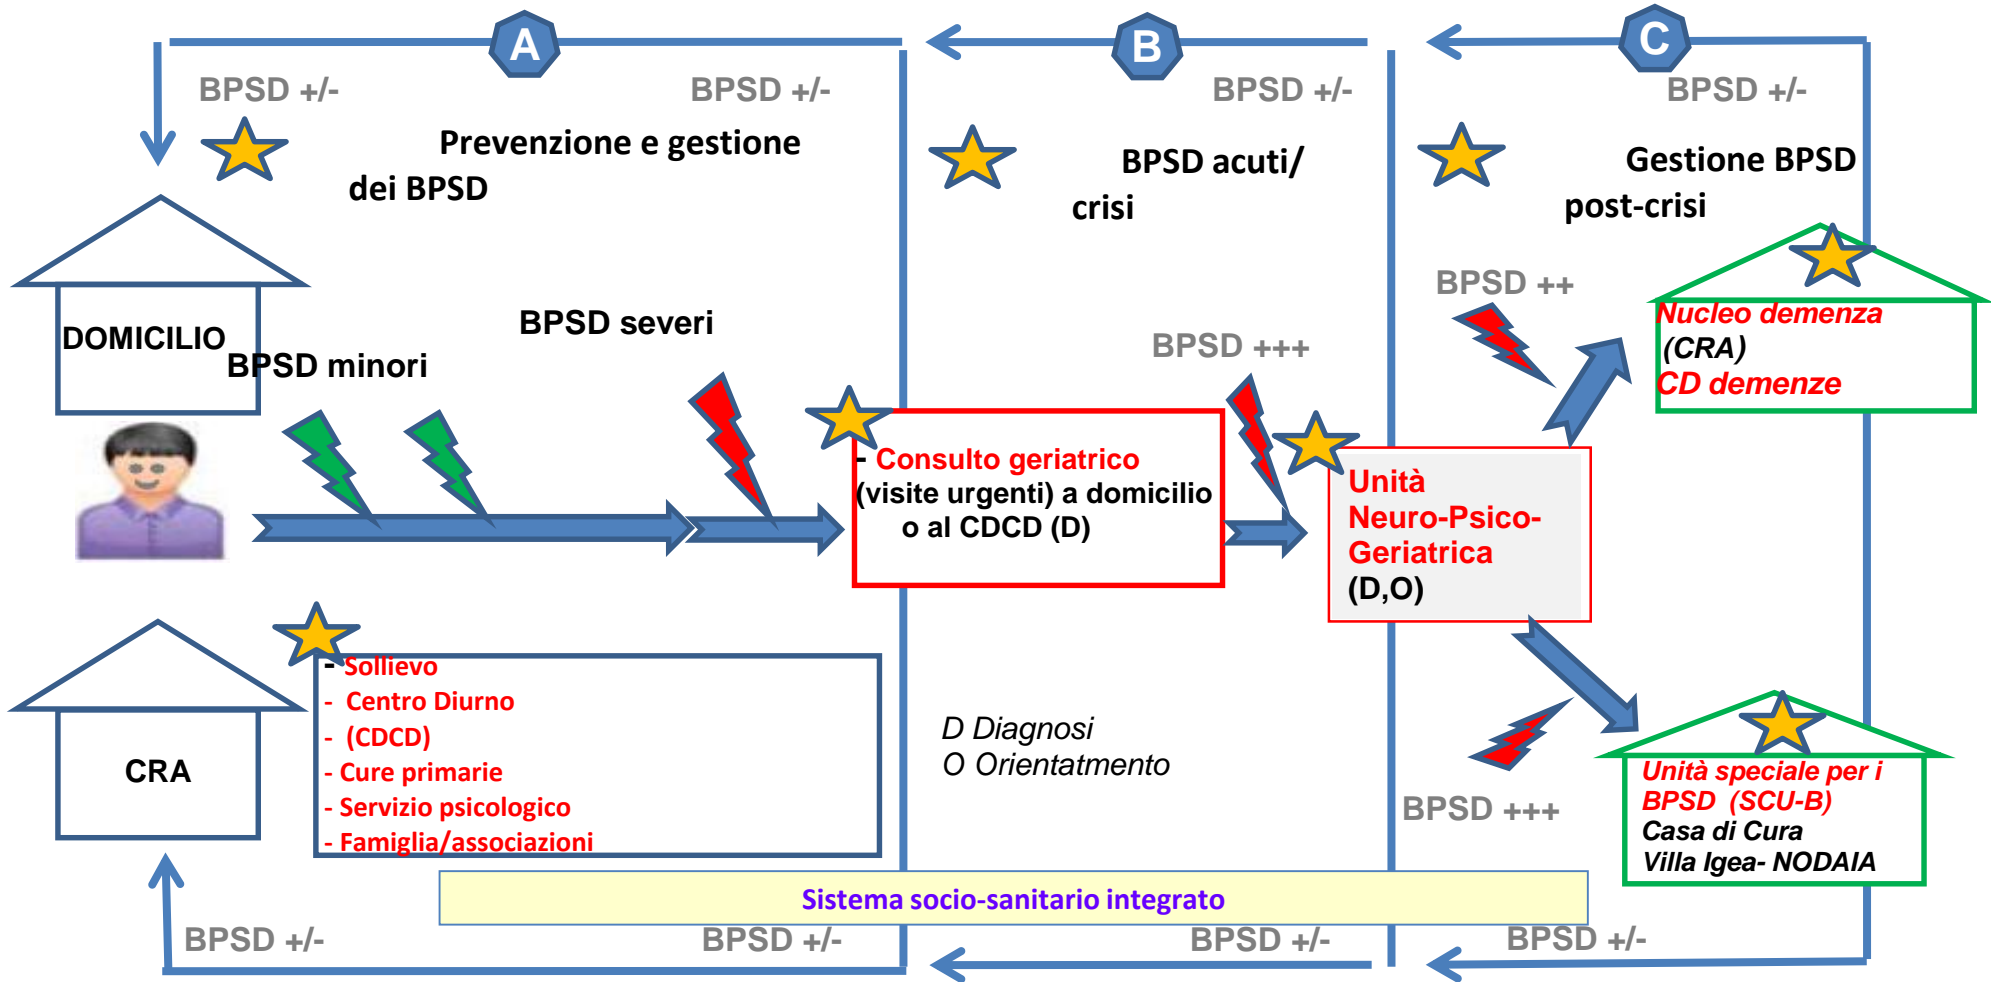 A
B
C
BPSD +/-
BPSD +/-
BPSD +/-
BPSD +/-
Prevenzione e gestione
dei BPSD
BPSD acuti/
crisi
Gestione BPSD
post-crisi
DOMICILIO
BPSD minori
BPSD severi
BPSD +++
BPSD ++
Nucleo demenza
(CRA)
CD demenze
- Consulto geriatrico
(visite urgenti) a domicilio
o al CDCD (D)
Unità
Neuro-Psico-
Geriatrica
(D,O)
CRA
- Sollievo
- Centro Diurno
- (CDCD)
- Cure primarie
- Servizio psicologico
- Famiglia/associazioni
D Diagnosi
O Orientatmento
BPSD +++
Unità speciale per i
BPSD (SCU-B)
Casa di Cura
Villa Igea- NODAIA
Sistema socio-sanitario integrato
BPSD +/-
BPSD +/-
BPSD +/-
BPSD +/-